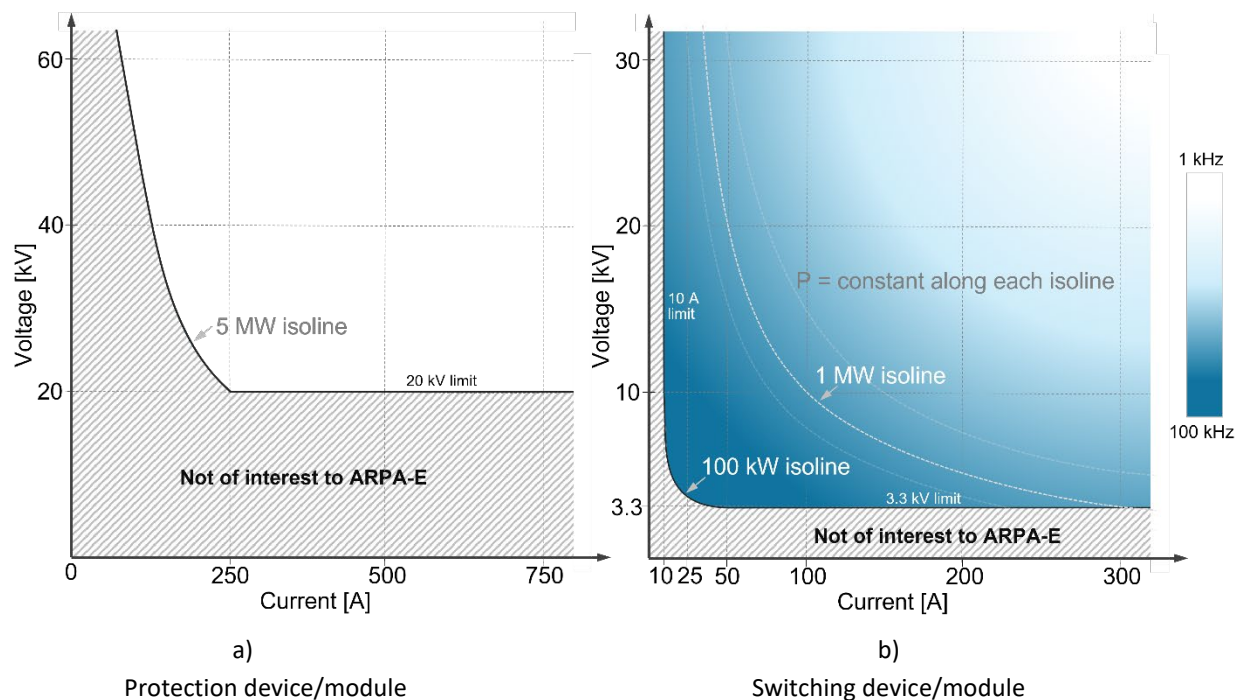 60
40
20
0
250
500
750
Voltage [kV]
Current [A]
5 MW isoline
20 kV limit
Not of interest to ARPA-E
a)
Protection device/module
30
20
10
3.3
10 25 50
100
200
300
Voltage [kV]
Current [A]
10 A
limit
P = constant along each isoline
1 MW isoline
100 kW isoline
3.3 kV limit
Not of interest to ARPA-E
1 kHz
100 kHz
b)
Switching device/module